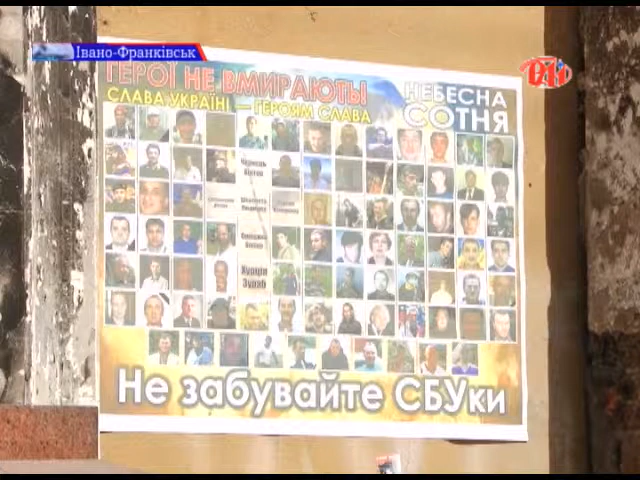 Івано-Франківськ
ГЕРОЇ НЕ ВМИРАЮТЬ!
СЛАВА УКРАЇНІ — ГЕРОЯМ СЛАВА
НЕБЕСНА
СОТНЯ
Не забувайте СБУки